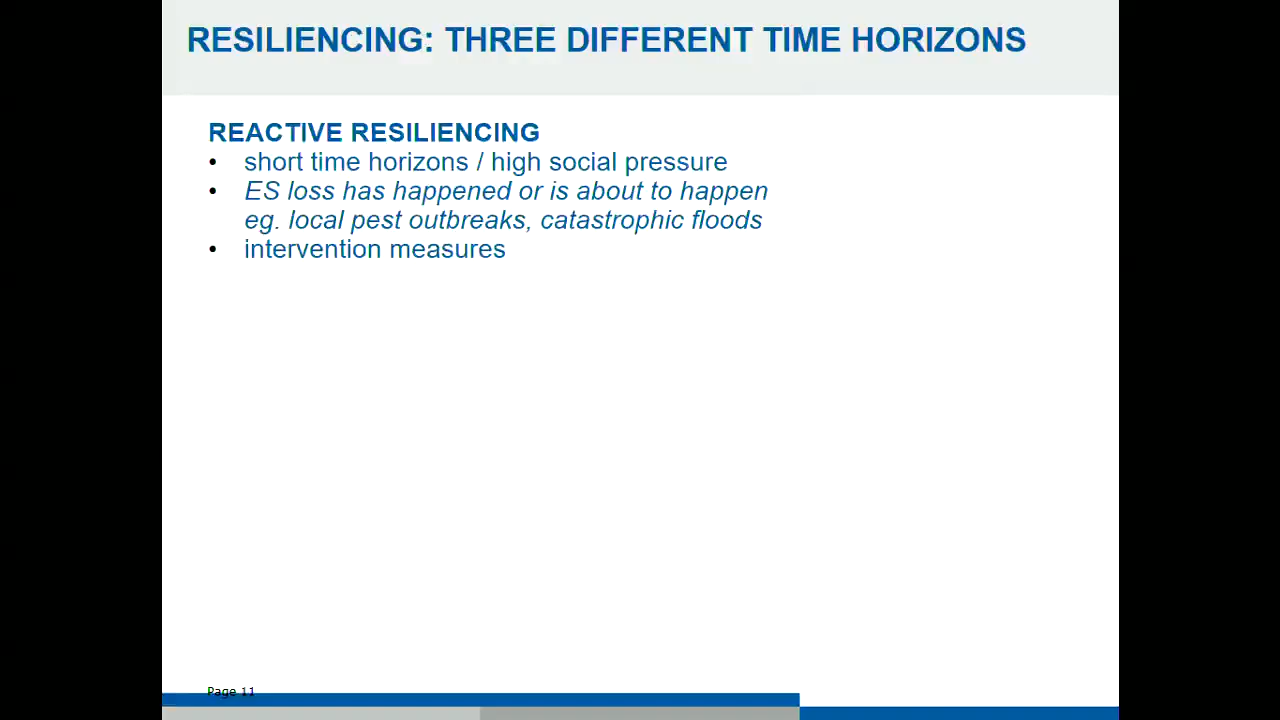 RESILIENCING: THREE DIFFERENT TIME HORIZONS
REACTIVE RESILIENCING
• short time horizons / high social pressure
• ES loss has happened or is about to happen
eg. local pest outbreaks, catastrophic floods
• intervention measures
Page 11